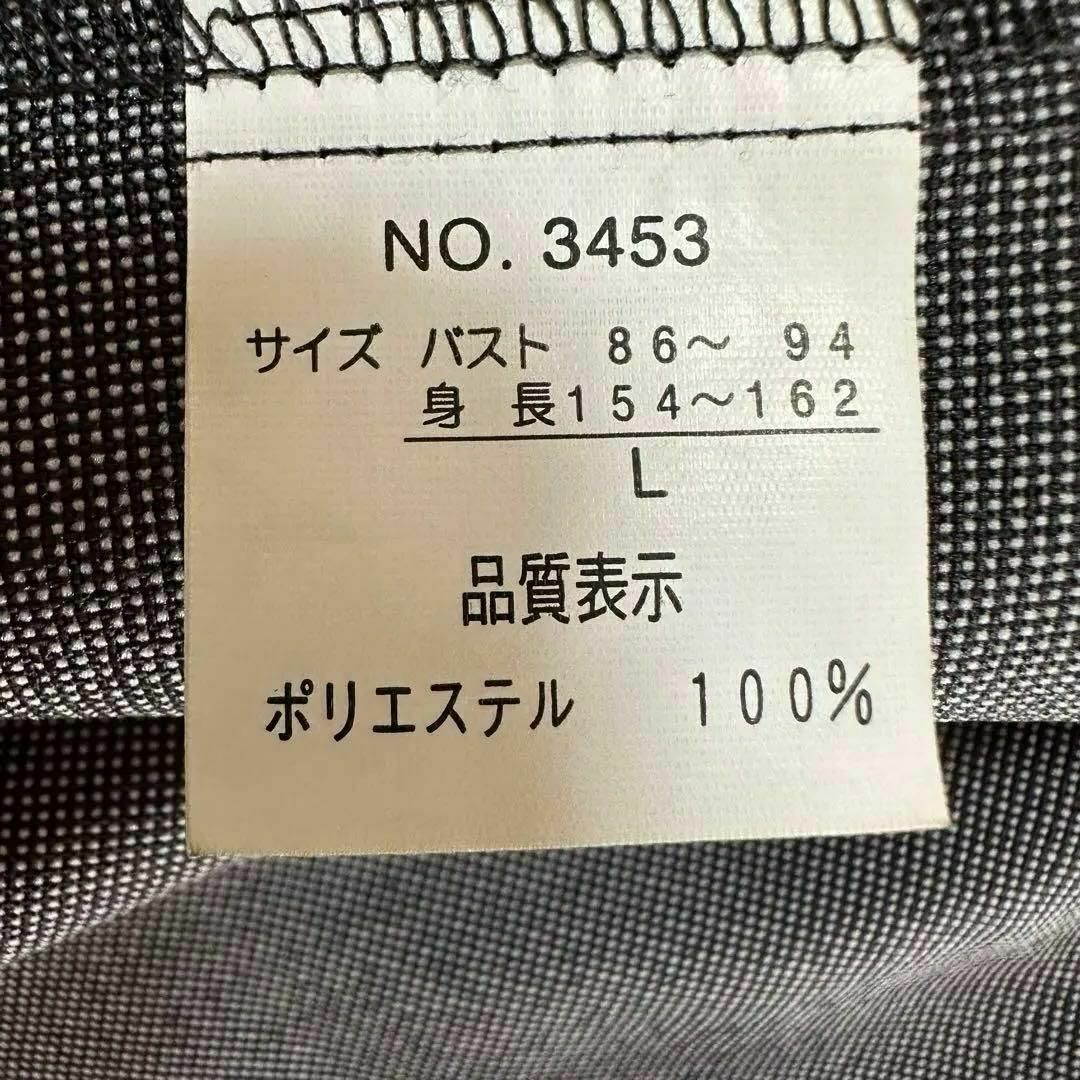 NO. 3453
サイズ バスト 86～ 94
身 長154～162
L
品質表示
ポリエステル 100%